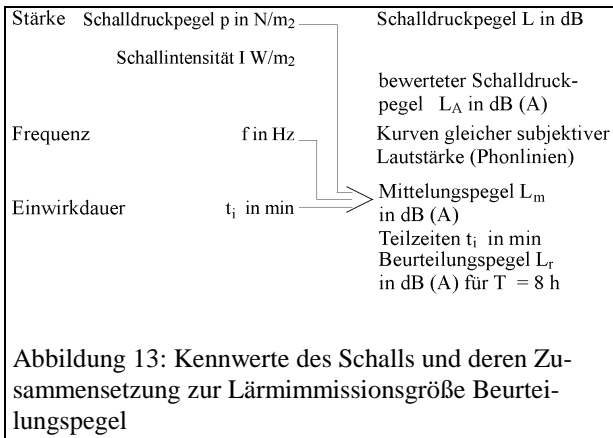 Stärke Schalldruckpegel p in N/m2 Schalldruckpegel L in dB
Schallintensität I W/m2
bewerteter Schalldruck-
pegel LA in dB (A)
Frequenz f in Hz Kurven gleicher subjektiver
Lautstärke (Phonlinien)
Einwirkdauer ti in min Mittelungspegel Lm
in dB (A)
Teilzeiten ti in min
Beurteilungspegel Lr
in dB (A) für T = 8 h
Abbildung 13: Kennwerte des Schalls und deren Zu-
sammensetzung zur Lärmimmissionsgröße Beurtei-
lungspegel